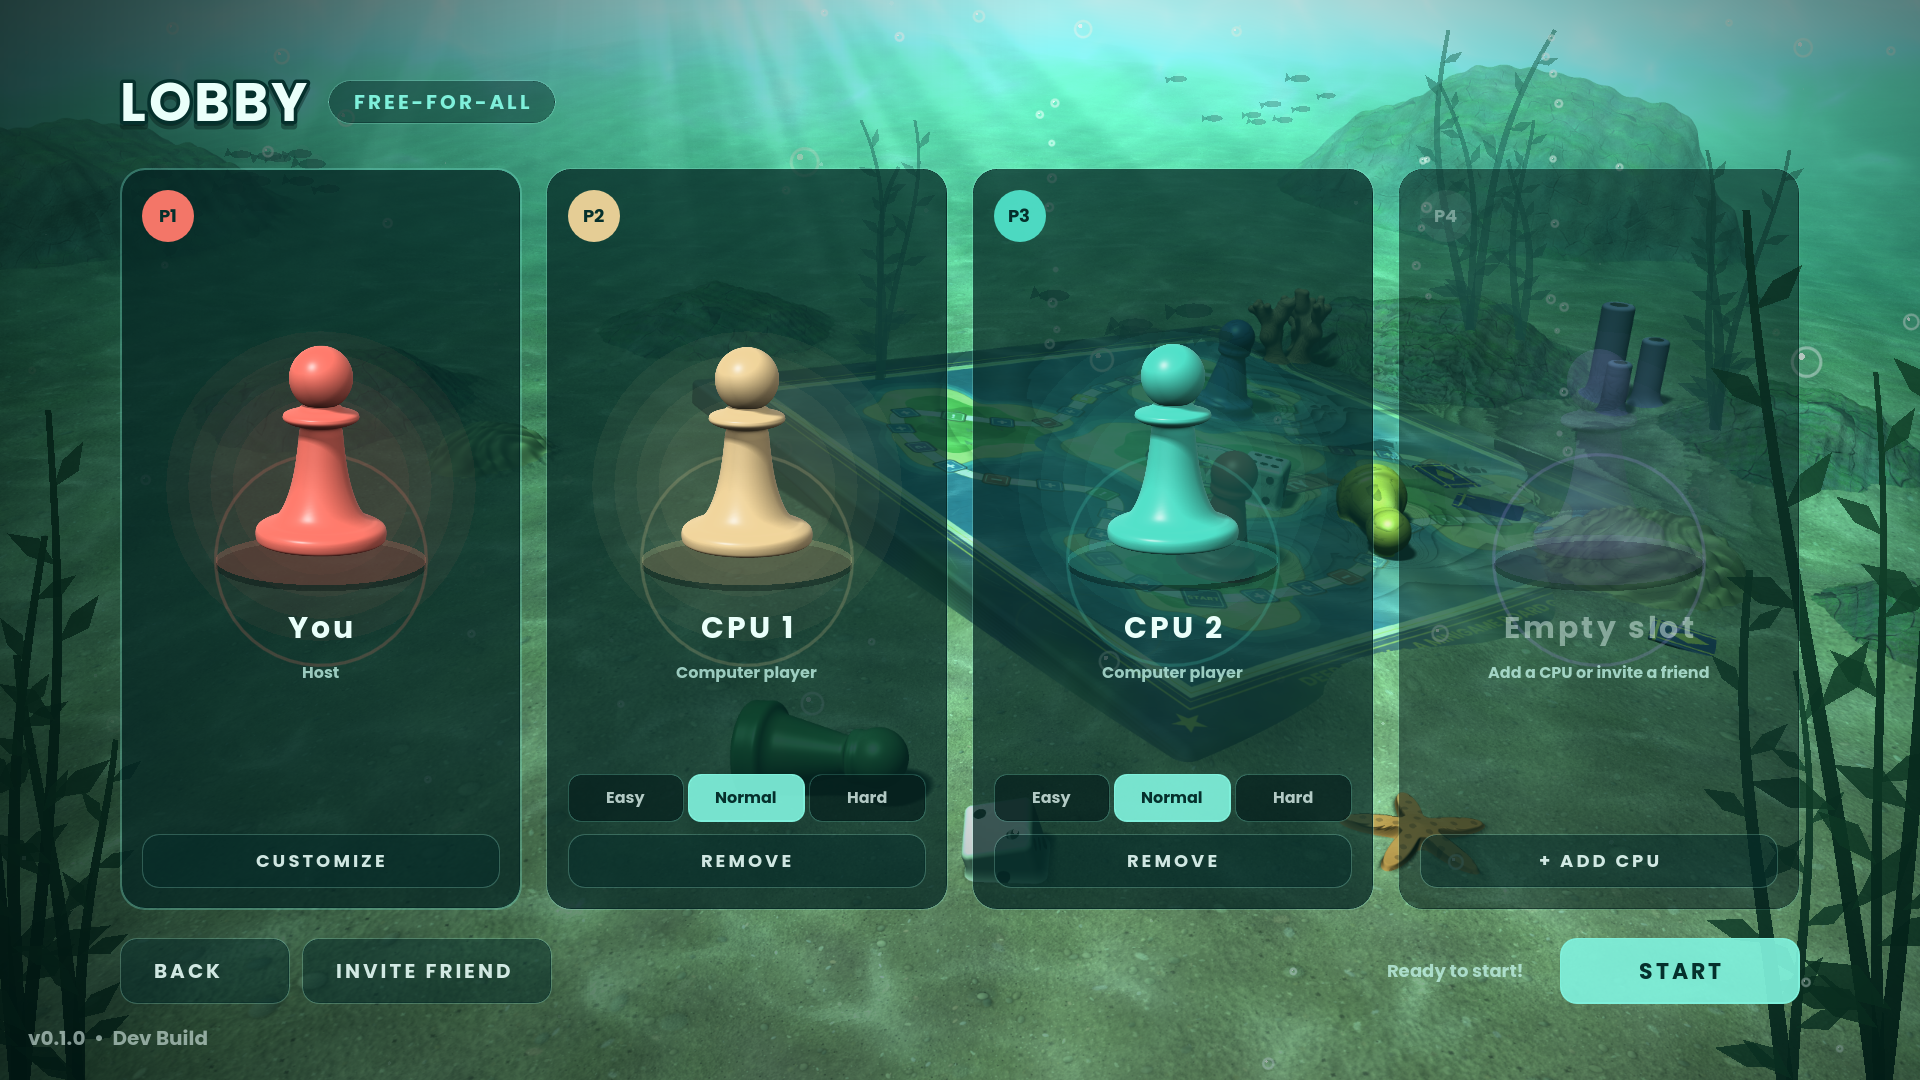 LOBBY
FREE-FOR-ALL
P1
P2
P3
P4
You
Host
CPU 1
Computer player
CPU 2
Computer player
Empty slot
Add a CPU or invite a friend
Easy
Normal
Hard
Easy
Normal
Hard
CUSTOMIZE
REMOVE
REMOVE
+ ADD CPU
BACK
INVITE FRIEND
Ready to start!
START
v0.1.0 • Dev Build